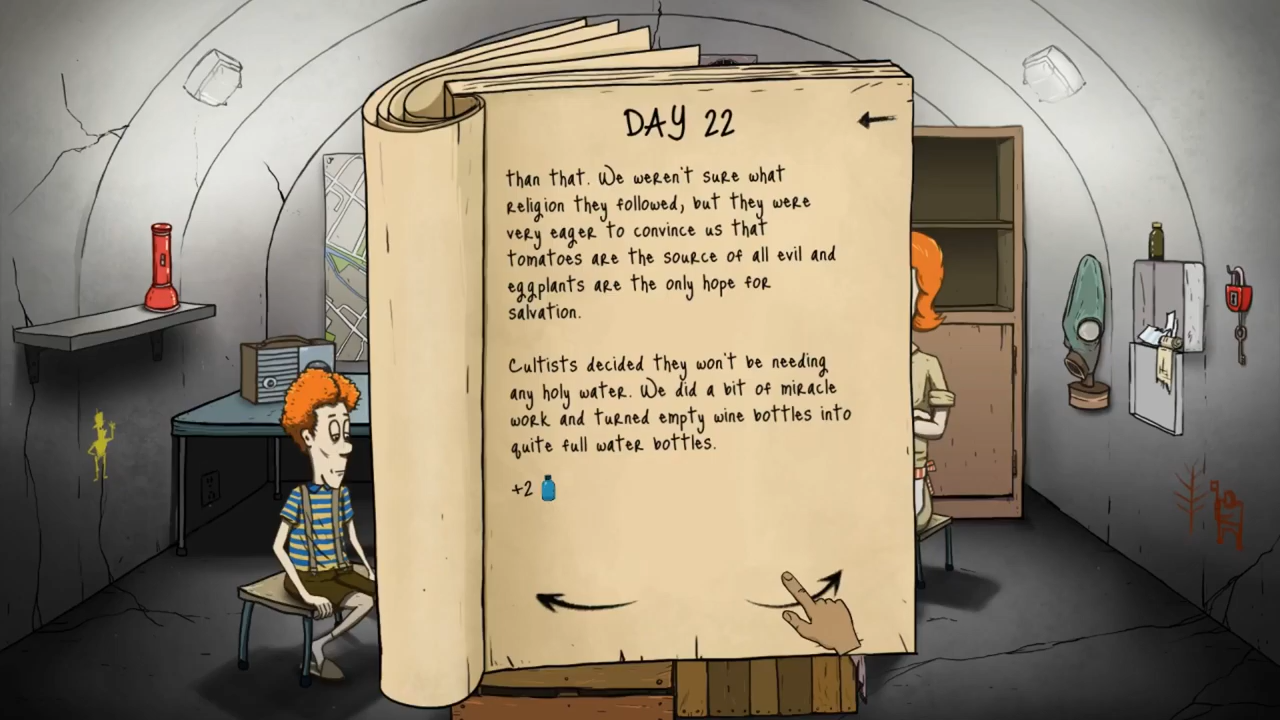 DAY 22
than that. We weren't sure what
religion they followed, but they were
very eager to convince us that
tomatoes are the source of all evil and
eggplants are the only hope for
salvation.
Cultists decided they won't be needing
any holy water. We did a bit of miracle
work and turned empty wine bottles into
quite full water bottles.
+2